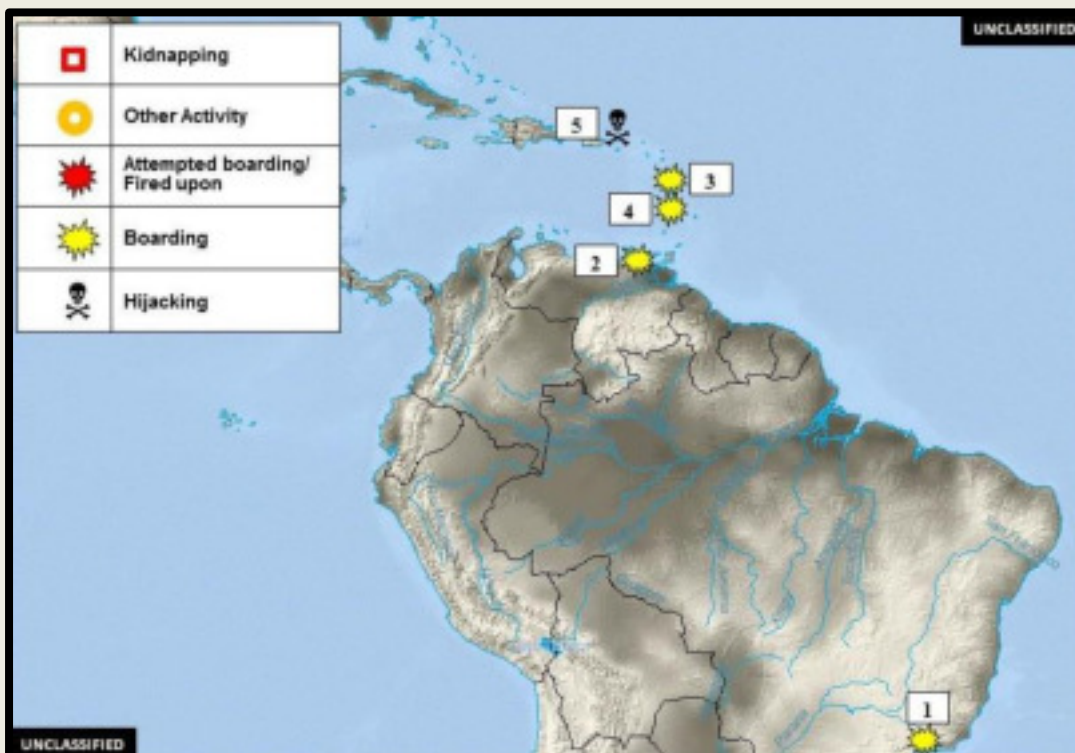 UNCLASSIFIED
Kidnapping
Other Activity
Attempted boarding/
Fired upon
Boarding
Hijacking
5
3
4
2
1
UNCLASSIFIED